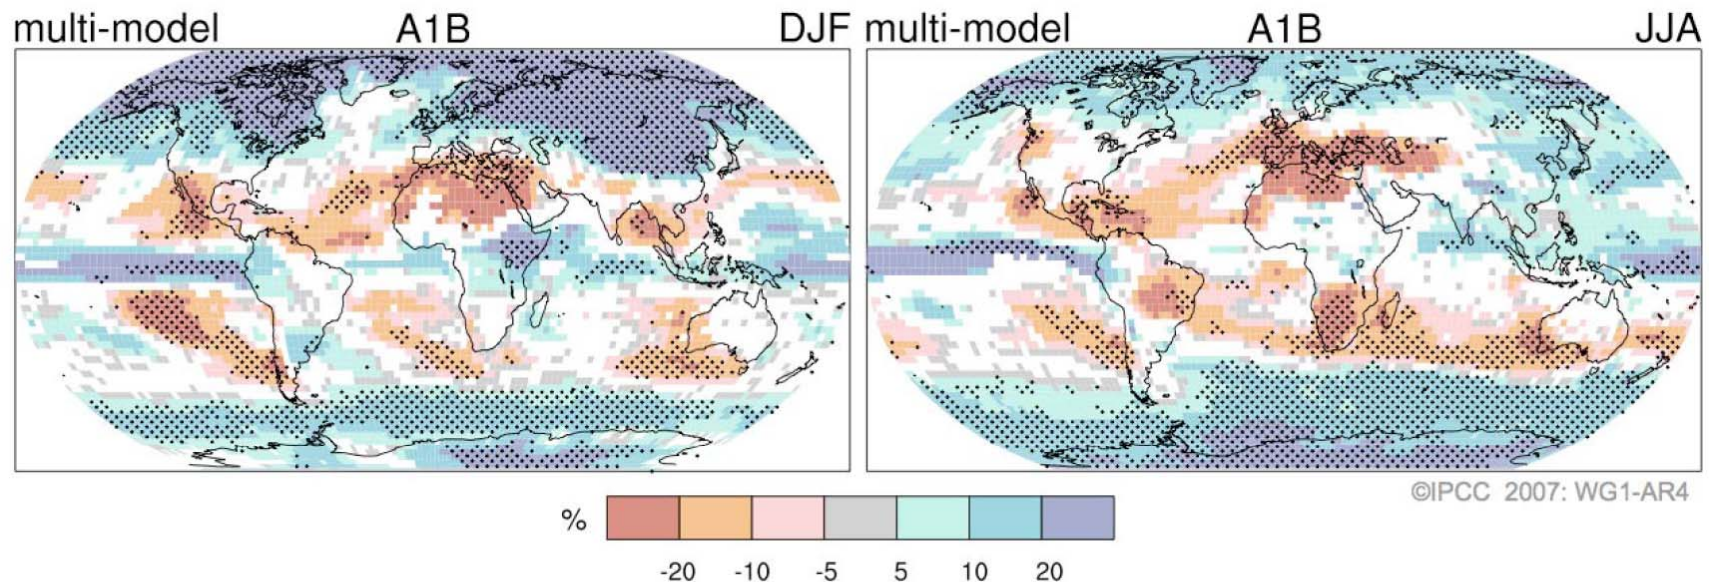 multi-model A1B DJF
multi-model A1B JJA
©IPCC 2007: WG1-AR4
%
-20 -10 -5 5 10 20